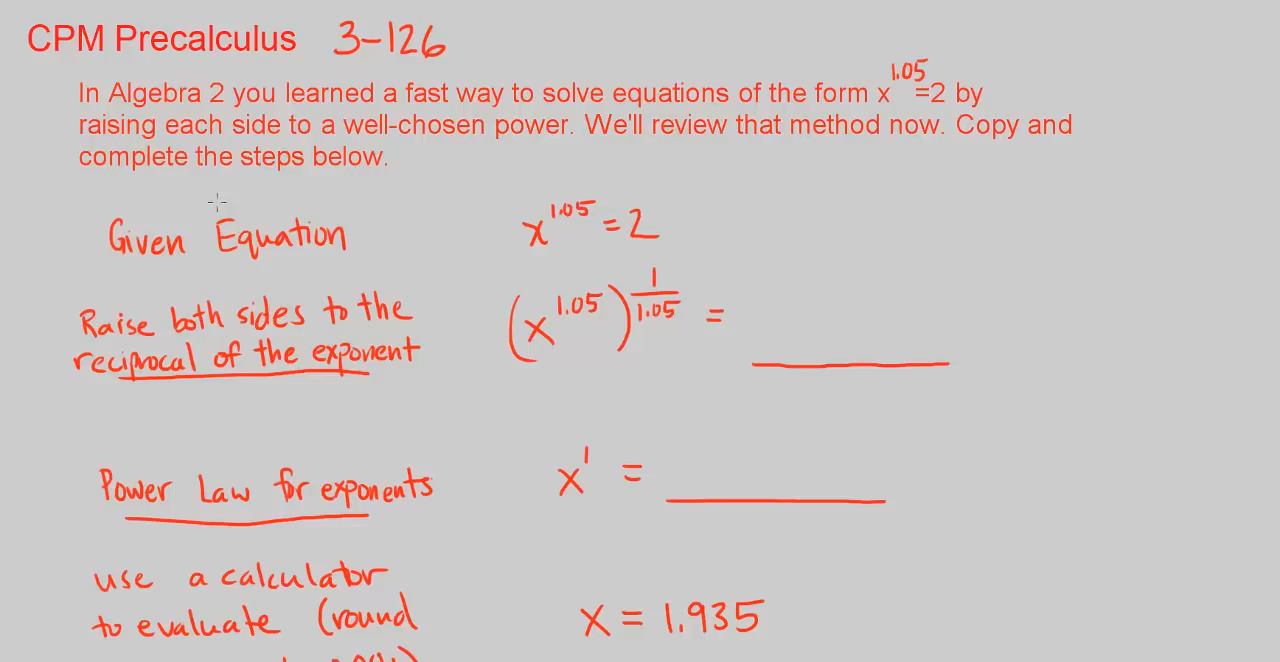 CPM Precalculus 3-126
In Algebra 2 you learned a fast way to solve equations of the form x^1.05=2 by
raising each side to a well-chosen power. We'll review that method now. Copy and
complete the steps below.
Given Equation x^1.05 = 2
Raise both sides to the
reciprocal of the exponent
(x^1.05)^(1/1.05) =
Power Law for exponents x^1 =
use a calculator
to evaluate (round
x = 1.935